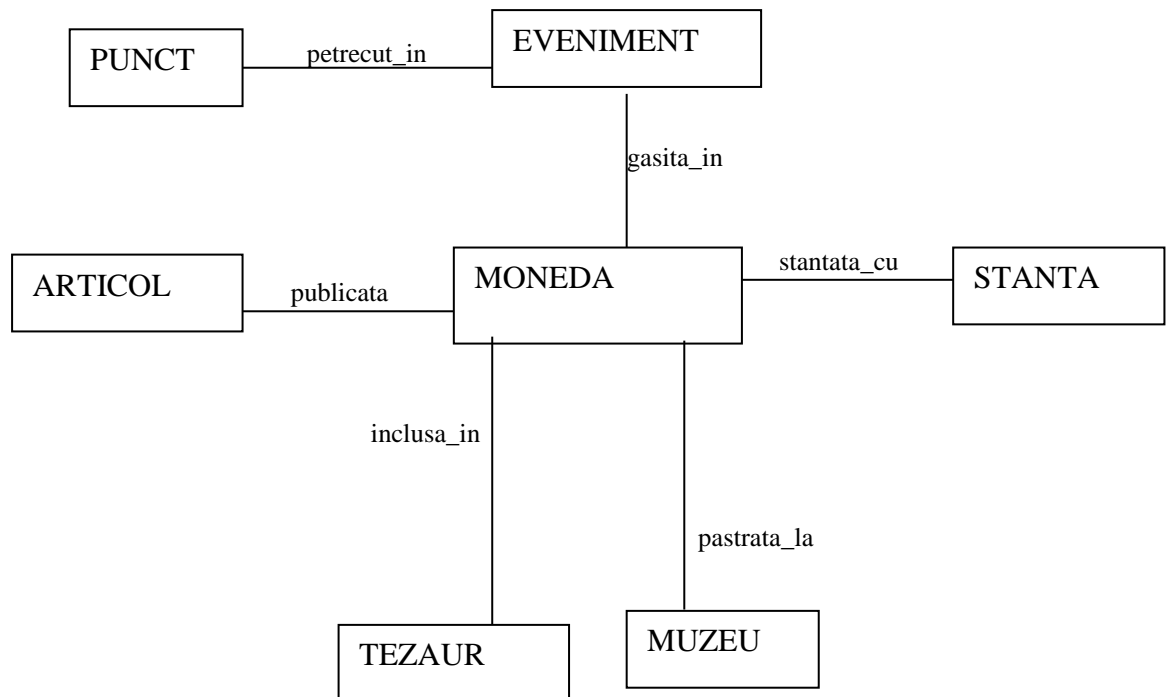 EVENIMENT
PUNCT
petrecut_in
gasita_in
ARTICOL
publicata
MONEDA
stantata_cu
STANTA
inclusa_in
pastrata_la
TEZAUR
MUZEU